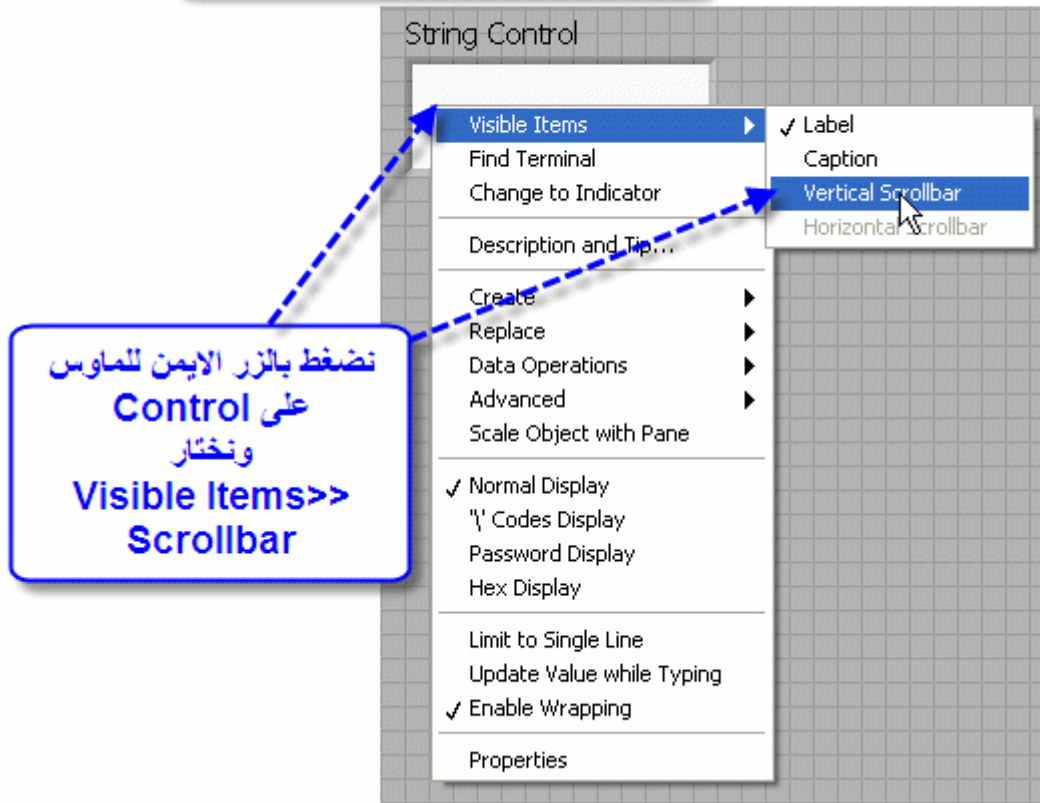 String Control
Visible Items
Find Terminal
Change to Indicator
Description and Tip...
Create
Replace
Data Operations
Advanced
Scale Object with Pane
Normal Display
'\' Codes Display
Password Display
Hex Display
Limit to Single Line
Update Value while Typing
Enable Wrapping
Properties
Label
Caption
Vertical Scrollbar
Horizontal Scrollbar
نضغط بالزر الايمن للماوس
على Control
ونختار
Visible Items>>
Scrollbar